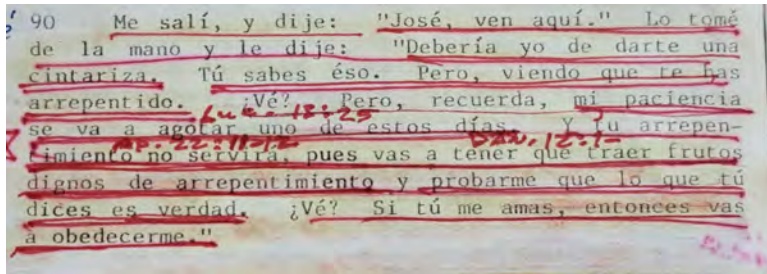 90 Me salí, y dije: "José, ven aquí." Lo tomé
de la mano y le dije: "Debería yo de darte una
cintariza. Tú sabes éso. Pero, viendo que te has
arrepentido. ¿Vé? Pero, recuerda, mi paciencia
Luc. 13:25
se va a agotar uno de estos días. Y tu arrepen-
Ap. 22:11-12 DAN. 12:1-
timiento no servirá, pues vas a tener que traer frutos
dignos de arrepentimiento y probarme que lo que tú
dices es verdad. ¿Vé? Si tú me amas, entonces vas
a obedecerme."